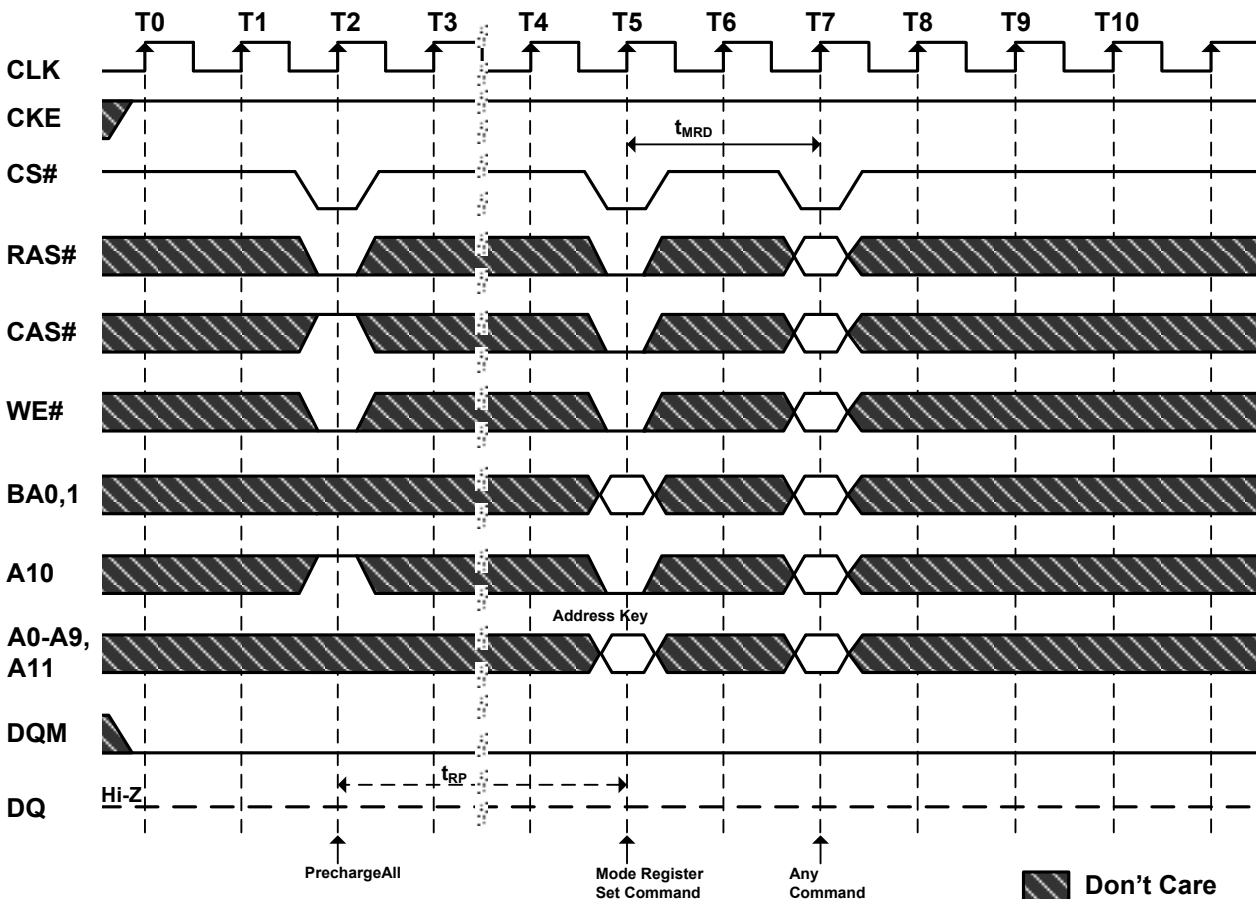 T0 T1 T2 T3 T4 T5 T6 T7 T8 T9 T10
CLK
CKE
tMRD
CS#
RAS#
CAS#
WE#
BA0,1
A10
Address Key
A0-A9,
A11
DQM
tRP
Hi-Z
DQ
PrechargeAll
Mode Register
Set Command
Any
Command
Don't Care